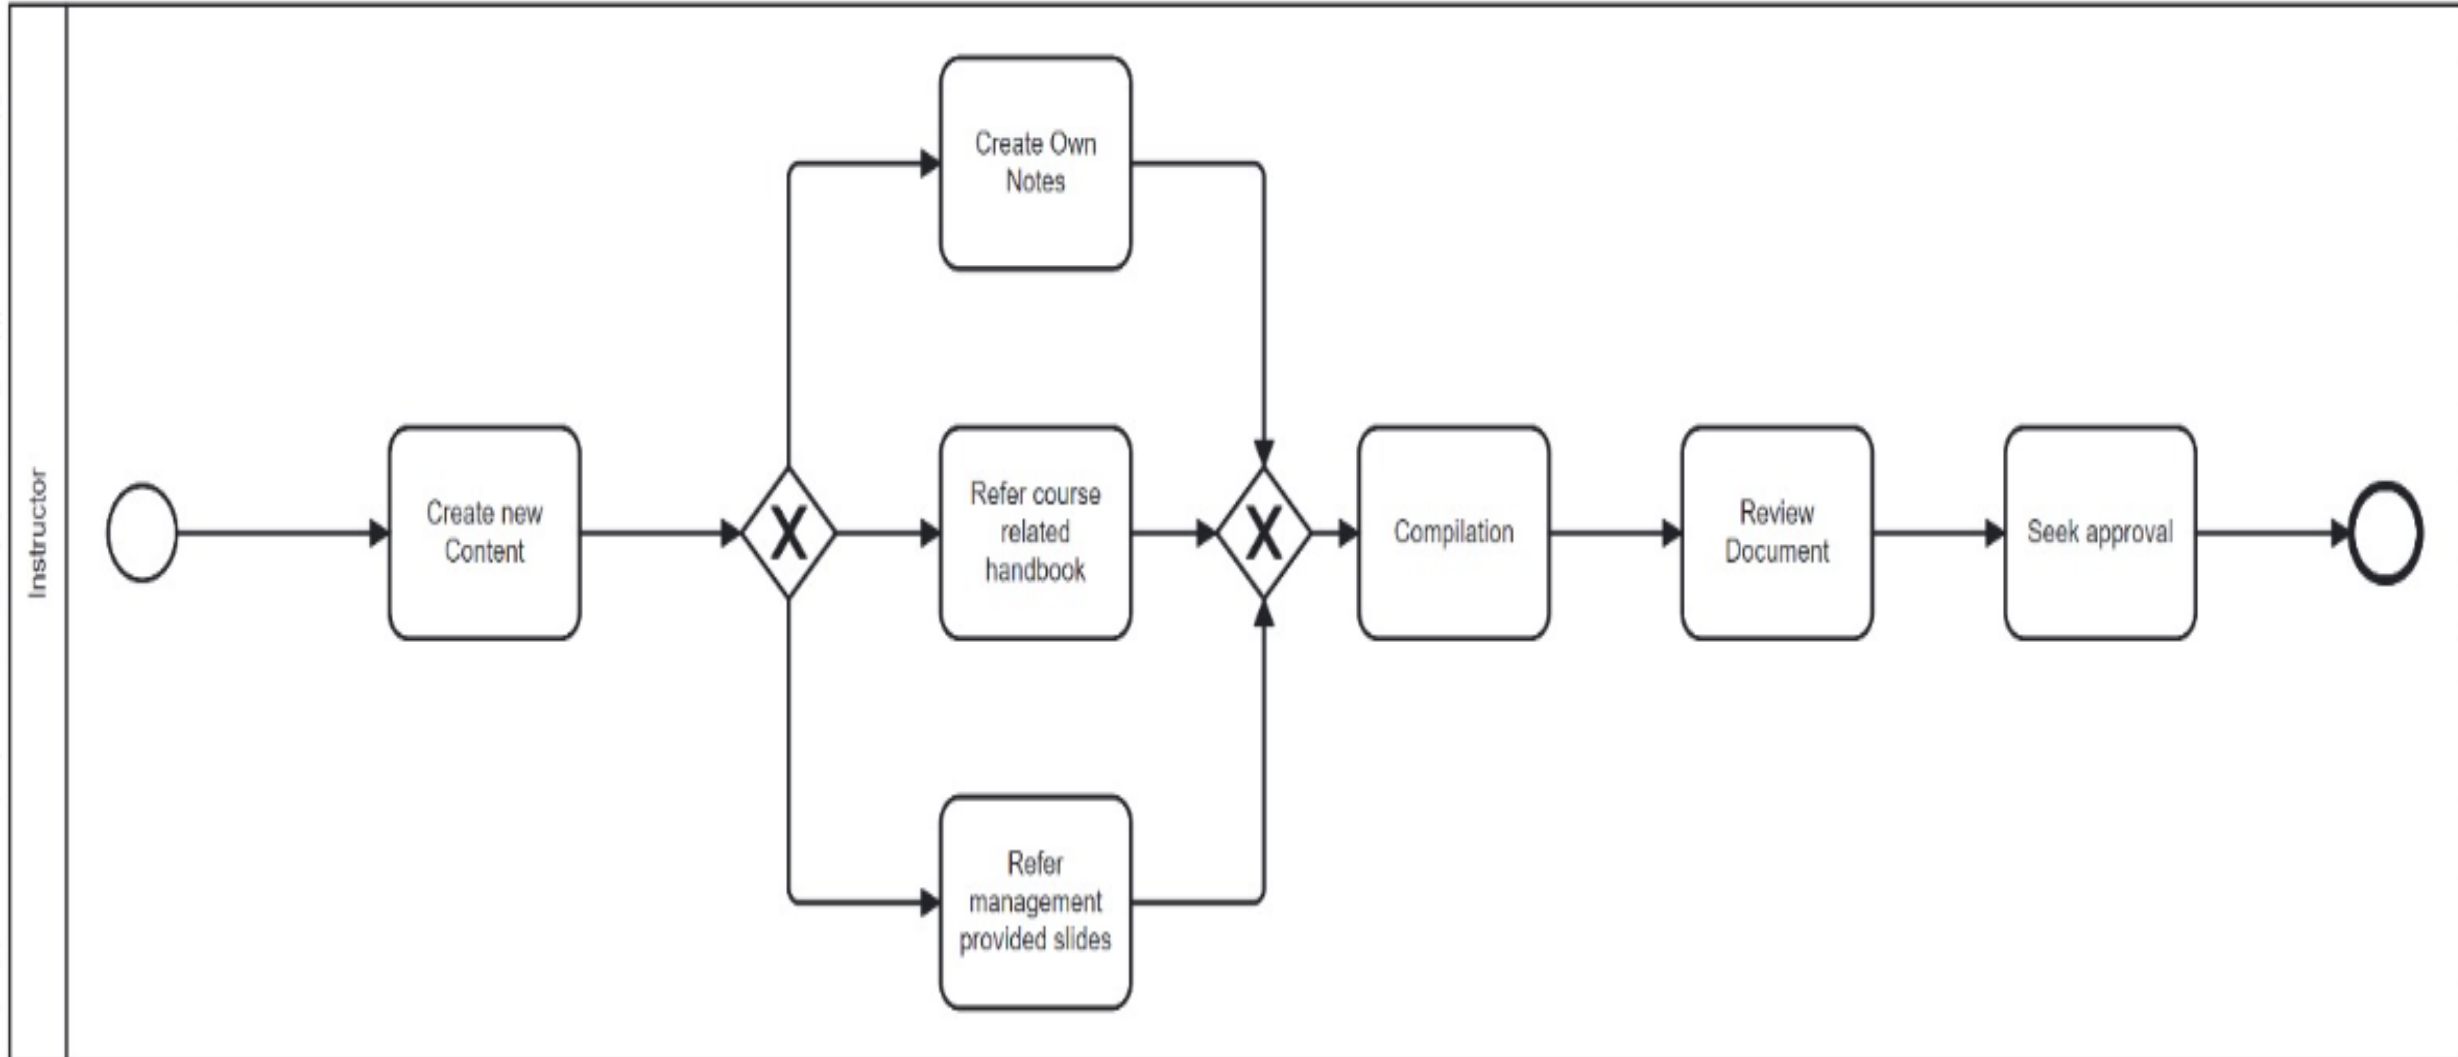 Instructor
Create new
Content
X
Create Own
Notes
Refer course
related
handbook
Refer
management
provided slides
X
Compilation
Review
Document
Seek approval